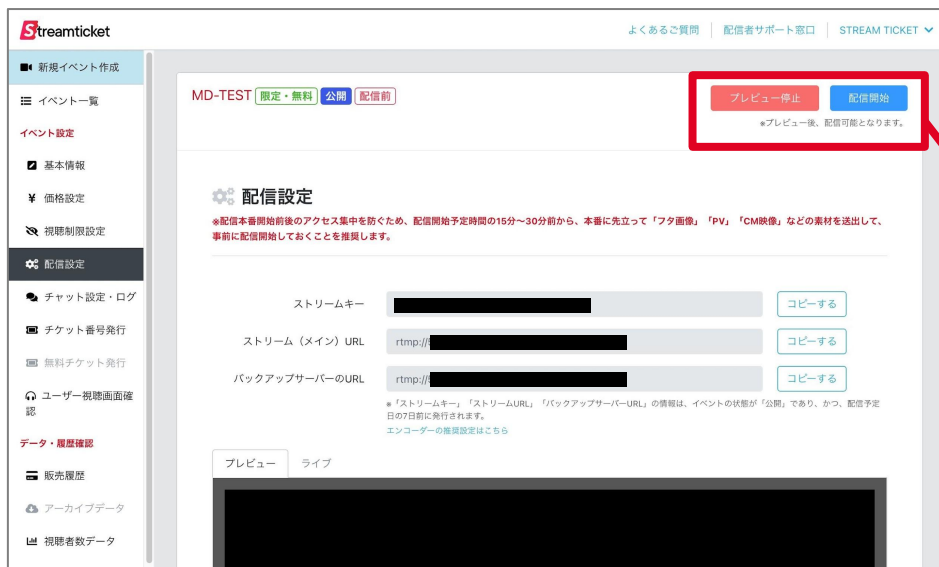 Streamticket
よくあるご質問
配信者サポート窓口
STREAM TICKET
新規イベント作成
イベント一覧
イベント設定
基本情報
価格設定
視聴制限設定
配信設定
チャット設定・ログ
チケット番号発行
無料チケット発行
ユーザー視聴画面確
認
データ・履歴確認
販売履歴
アーカイブデータ
視聴者数データ
MD-TEST 限定・無料 公開 配信前
プレビュー停止
配信開始
※プレビュー後、配信可能となります。
配信設定
※配信本番開始前後のアクセス集中を防ぐため、配信開始予定時間の15分〜30分前から、本番に先立って「フタ画像」「PV」「CM映像」などの素材を送出して、
事前に配信開始しておくことを推奨します。
ストリームキー
コピーする
ストリーム（メイン）URL
rtmp://
コピーする
バックアップサーバーのURL
rtmp://
コピーする
※「ストリームキー」「ストリームURL」「バックアップサーバーURL」の情報は、イベントの状態が「公開」であり、かつ、配信予定
日の7日前に発行されます。
エンコーダーの推奨設定はこちら
プレビュー
ライブ